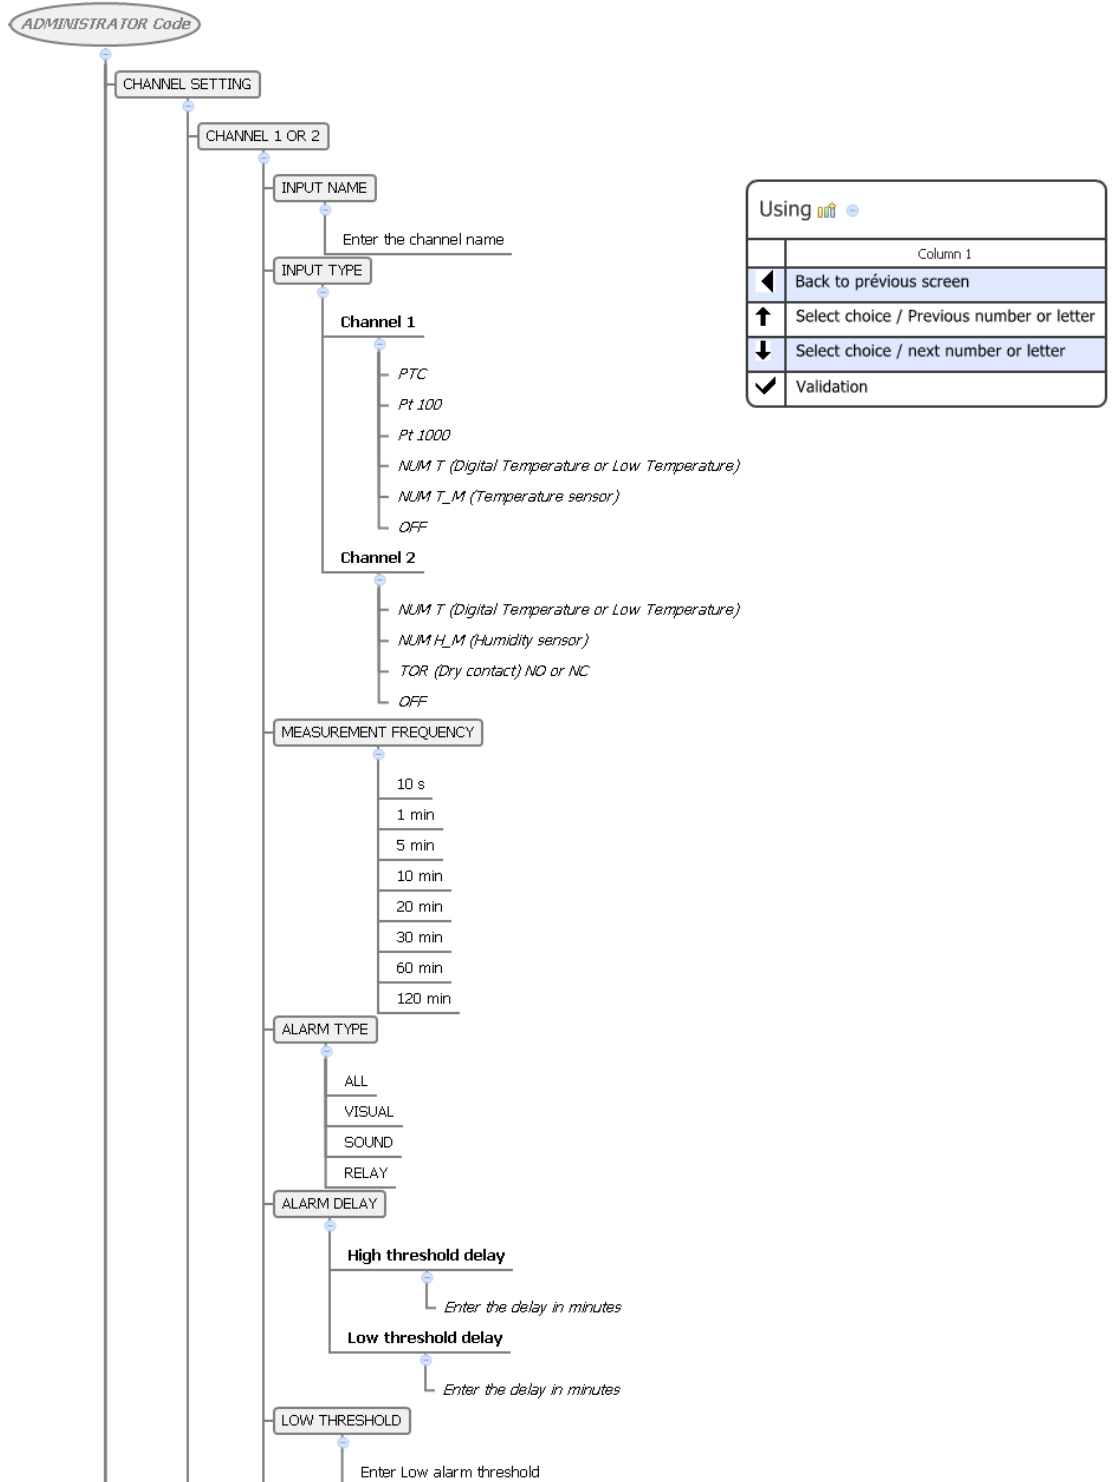 ADMINISTRATOR Code
CHANNEL SETTING
CHANNEL 1 OR 2
INPUT NAME
Enter the channel name
INPUT TYPE
Channel 1
PTC
Pt 100
Pt 1000
NUM T (Digital Temperature or Low Temperature)
NUM T_M (Temperature sensor)
OFF
Channel 2
NUM T (Digital Temperature or Low Temperature)
NUM H_M (Humidity sensor)
TOR (Dry contact) NO or NC
OFF
MEASUREMENT FREQUENCY
10 s
1 min
5 min
10 min
20 min
30 min
60 min
120 min
ALARM TYPE
ALL
VISUAL
SOUND
RELAY
ALARM DELAY
High threshold delay
Enter the delay in minutes
Low threshold delay
Enter the delay in minutes
LOW THRESHOLD
Enter Low alarm threshold
Using
Column 1
Back to prévious screen
Select choice / Previous number or letter
Select choice / next number or letter
Validation